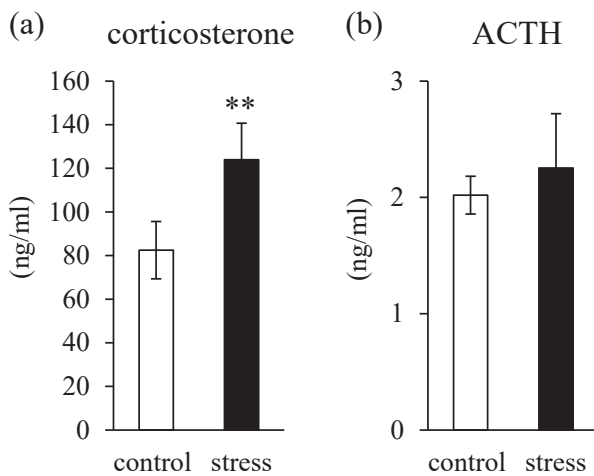 (a) corticosterone
(ng/ml)
160
140
120
100
80
60
40
20
0
**
control stress
(b) ACTH
(ng/ml)
3
2
1
0
control stress